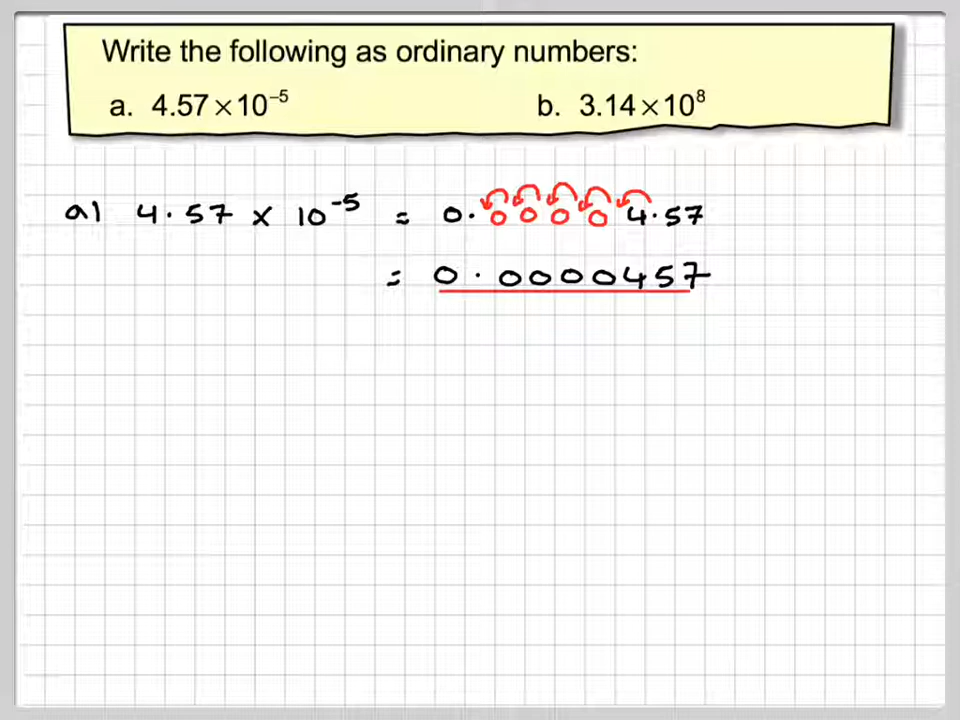 Write the following as ordinary numbers:
a. 4.57 × 10⁻⁵ b. 3.14 × 10⁸
a) 4.57 × 10⁻⁵ = 0.00004.57
= 0.0000457